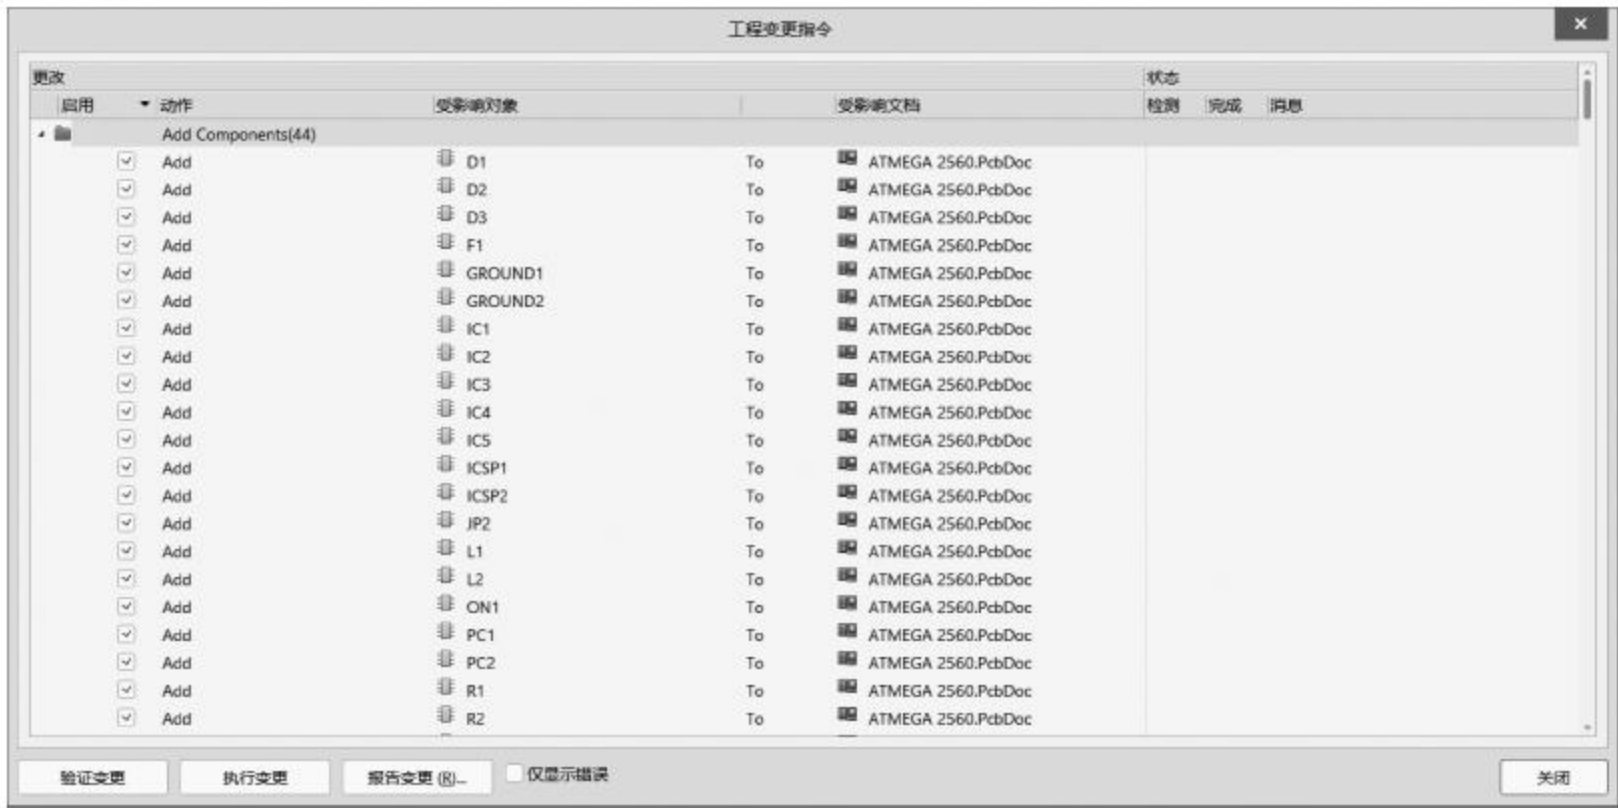 工程变更指令
更改 状态
启用 动作 受影响对象 受影响文档 检测 完成 消息
Add Components(44)
Add D1 To ATMEGA 2560.PcbDoc
Add D2 To ATMEGA 2560.PcbDoc
Add D3 To ATMEGA 2560.PcbDoc
Add F1 To ATMEGA 2560.PcbDoc
Add GROUND1 To ATMEGA 2560.PcbDoc
Add GROUND2 To ATMEGA 2560.PcbDoc
Add IC1 To ATMEGA 2560.PcbDoc
Add IC2 To ATMEGA 2560.PcbDoc
Add IC3 To ATMEGA 2560.PcbDoc
Add IC4 To ATMEGA 2560.PcbDoc
Add IC5 To ATMEGA 2560.PcbDoc
Add ICSP1 To ATMEGA 2560.PcbDoc
Add ICSP2 To ATMEGA 2560.PcbDoc
Add JP2 To ATMEGA 2560.PcbDoc
Add L1 To ATMEGA 2560.PcbDoc
Add L2 To ATMEGA 2560.PcbDoc
Add ON1 To ATMEGA 2560.PcbDoc
Add PC1 To ATMEGA 2560.PcbDoc
Add PC2 To ATMEGA 2560.PcbDoc
Add R1 To ATMEGA 2560.PcbDoc
Add R2 To ATMEGA 2560.PcbDoc
验证变更 执行变更 报告变更 (R)... 仅显示错误 关闭